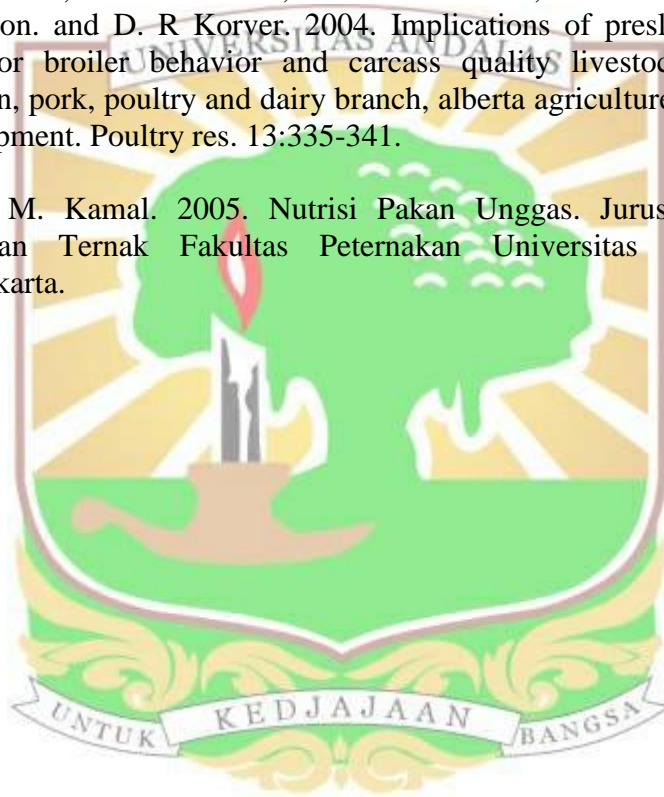 on. and D. R Korver. 2004. Implications of presl
UNIVERSITAS ANDALAS
or broiler behavior and carcass quality livestoc
n, pork, poultry and dairy branch, alberta agriculture
pment. Poultry res. 13:335-341.
M. Kamal. 2005. Nutrisi Pakan Unggas. Jurus
an Ternak Fakultas Peternakan Universitas
karta.
UNTUK KEDJAJAAN BANGSA